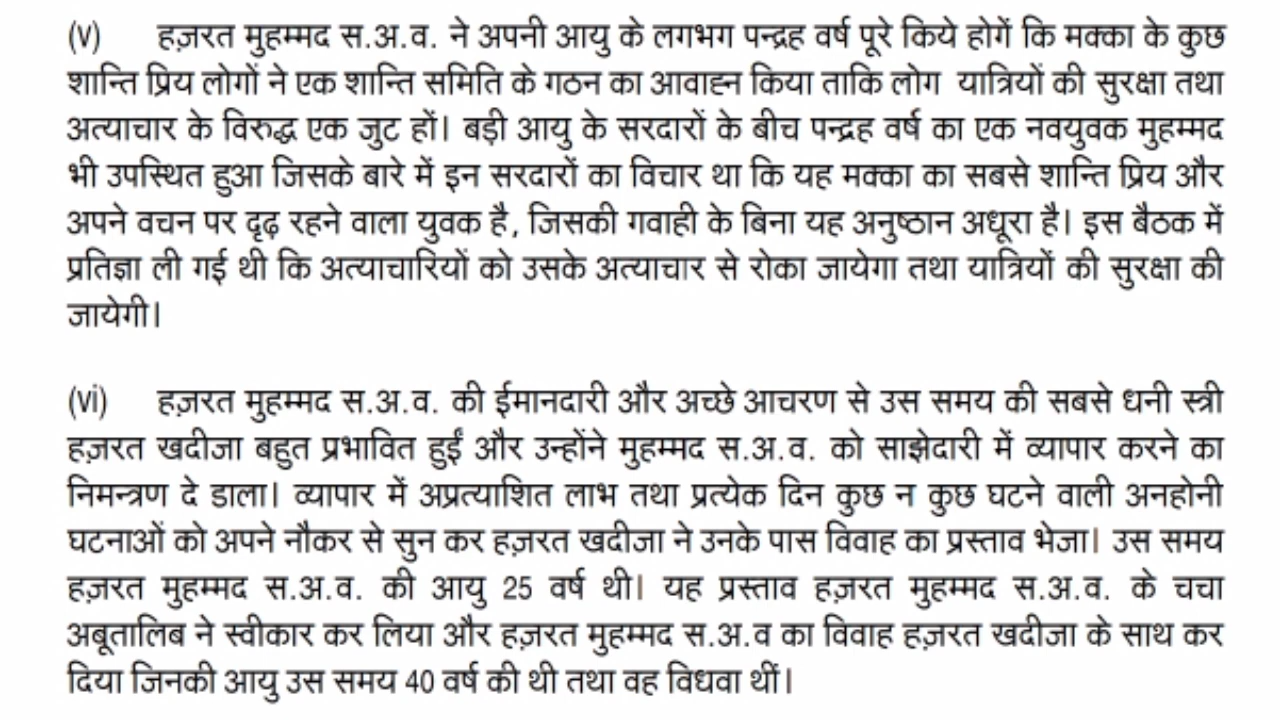 (v) हज़रत मुहम्मद स.अ.व. ने अपनी आयु के लगभग पन्द्रह वर्ष पूरे किये होगें कि मक्का के कुछ
शान्ति प्रिय लोगों ने एक शान्ति समिति के गठन का आवाह्न किया ताकि लोग यात्रियों की सुरक्षा तथा
अत्याचार के विरुद्ध एक जुट हों। बड़ी आयु के सरदारों के बीच पन्द्रह वर्ष का एक नवयुवक मुहम्मद
भी उपस्थित हुआ जिसके बारे में इन सरदारों का विचार था कि यह मक्का का सबसे शान्ति प्रिय और
अपने वचन पर दृढ़ रहने वाला युवक है, जिसकी गवाही के बिना यह अनुष्ठान अधूरा है। इस बैठक में
प्रतिज्ञा ली गई थी कि अत्याचारियों को उसके अत्याचार से रोका जायेगा तथा यात्रियों की सुरक्षा की
जायेगी।
(vi) हज़रत मुहम्मद स.अ.व. की ईमानदारी और अच्छे आचरण से उस समय की सबसे धनी स्त्री
हज़रत खदीजा बहुत प्रभावित हुईं और उन्होंने मुहम्मद स.अ.व. को साझेदारी में व्यापार करने का
निमन्त्रण दे डाला। व्यापार में अप्रत्याशित लाभ तथा प्रत्येक दिन कुछ न कुछ घटने वाली अनहोनी
घटनाओं को अपने नौकर से सुन कर हज़रत खदीजा ने उनके पास विवाह का प्रस्ताव भेजा। उस समय
हज़रत मुहम्मद स.अ.व. की आयु 25 वर्ष थी। यह प्रस्ताव हज़रत मुहम्मद स.अ.व. के चचा
अबूतालिब ने स्वीकार कर लिया और हज़रत मुहम्मद स.अ.व का विवाह हज़रत खदीजा के साथ कर
दिया जिनकी आयु उस समय 40 वर्ष की थी तथा वह विधवा थीं।